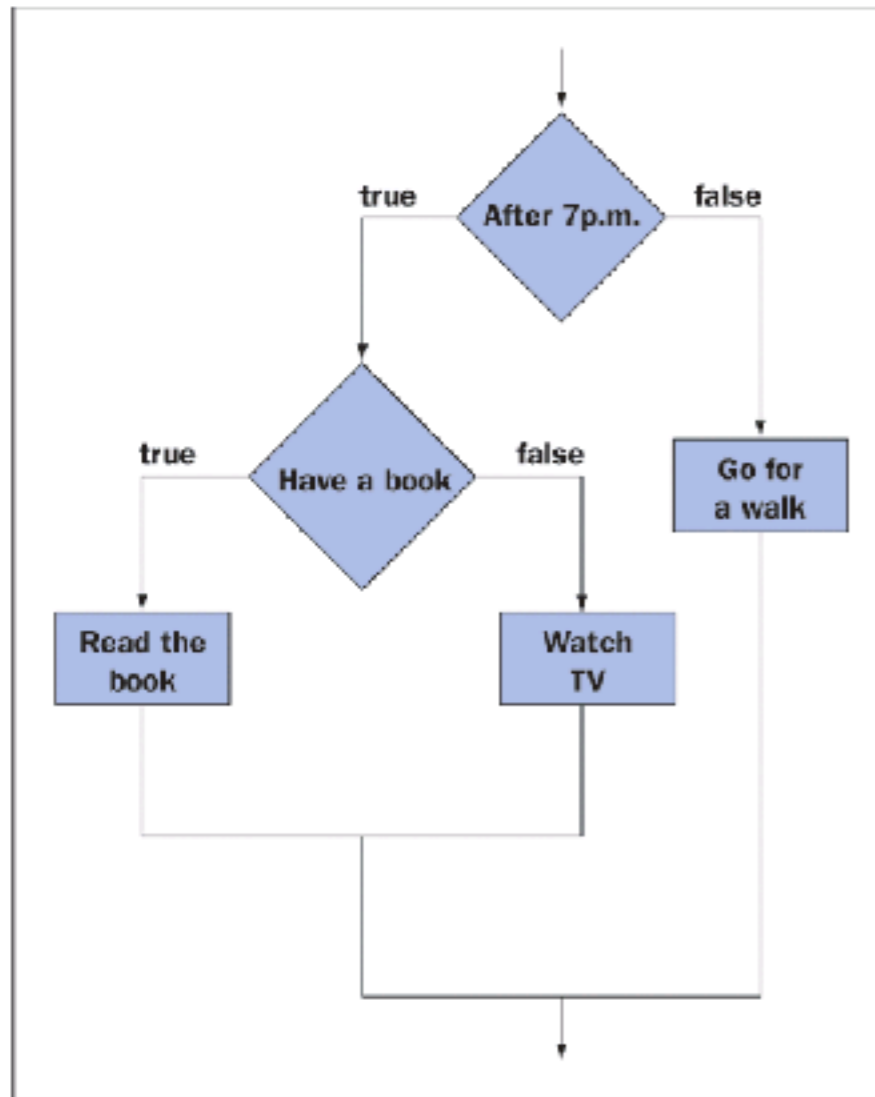 true
After 7p.m.
false
true
Have a book
false
Go for
a walk
Read the
book
Watch
TV